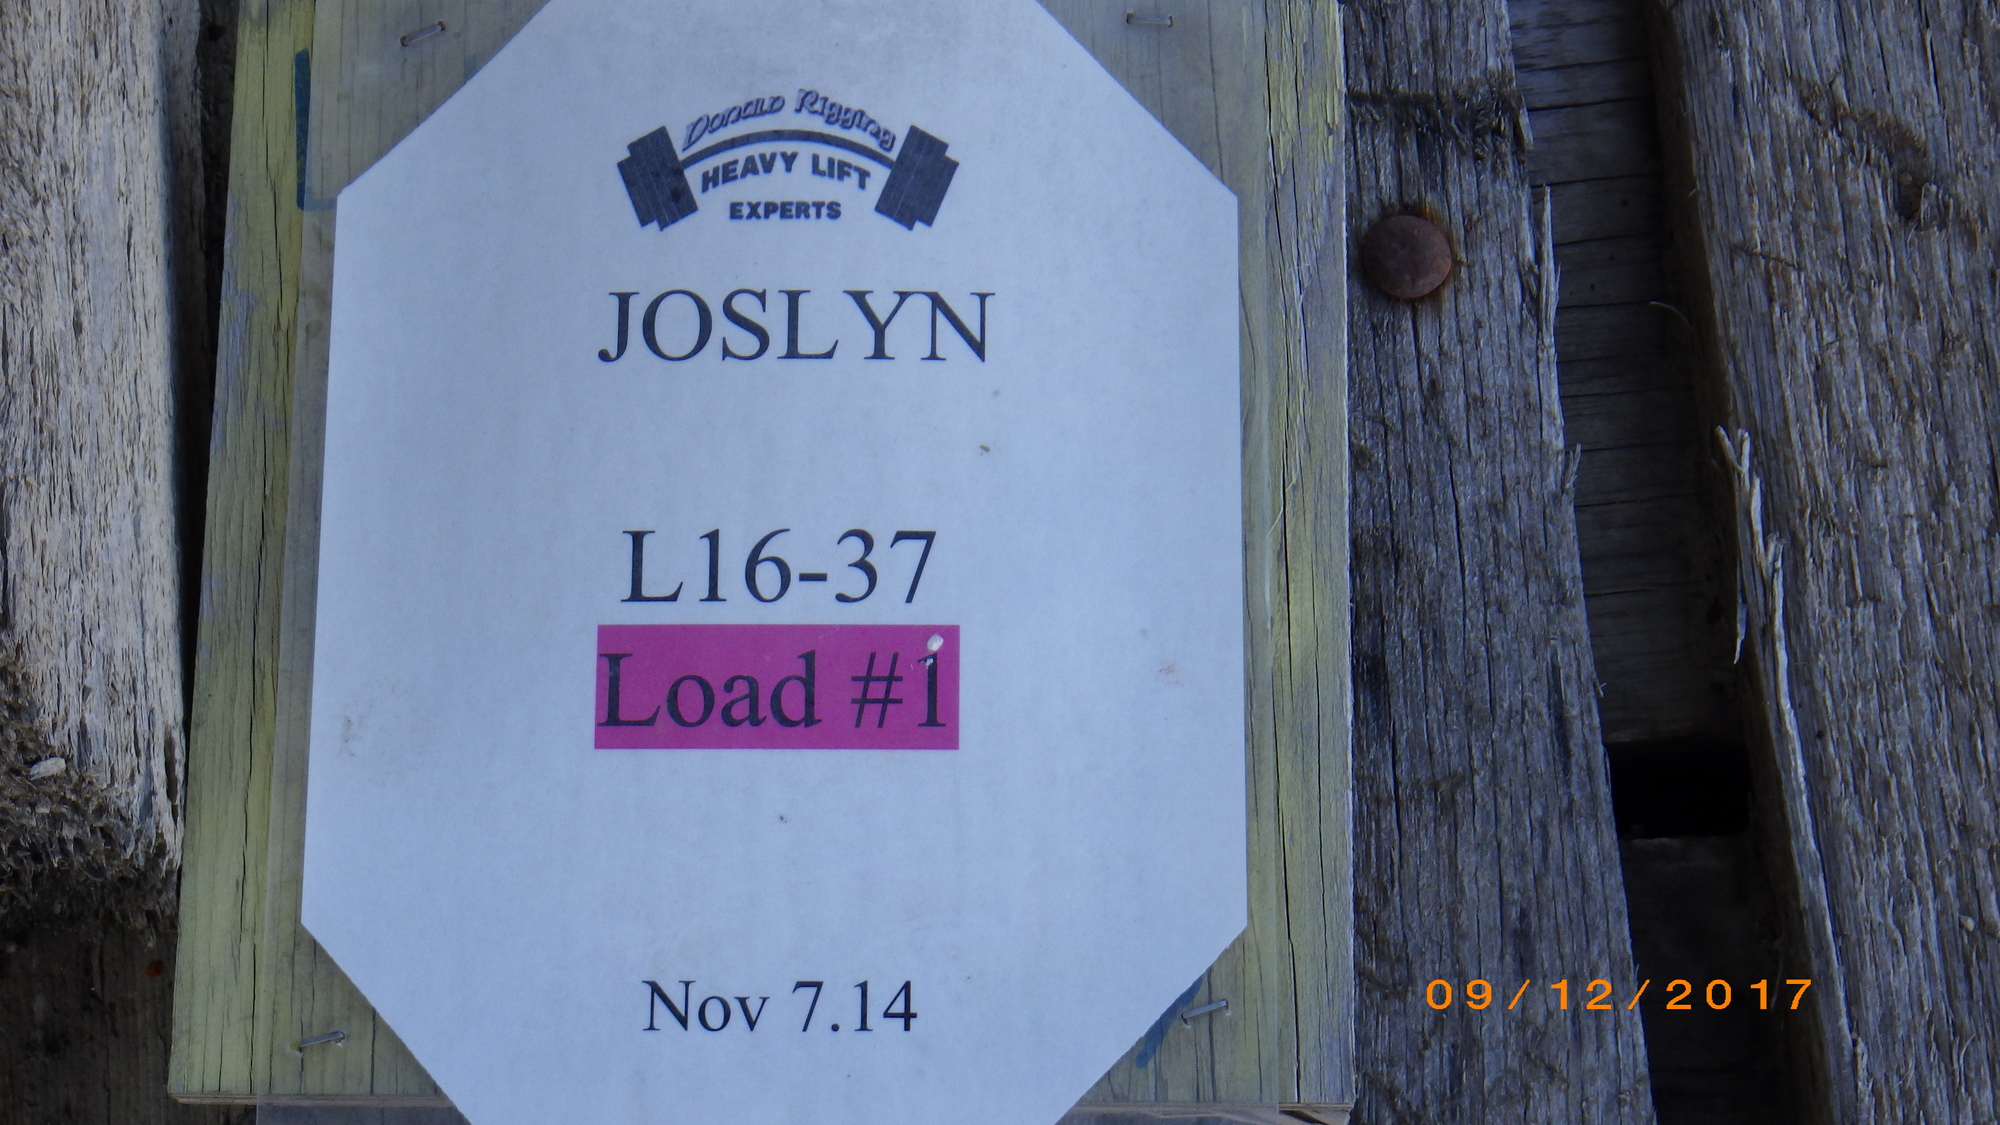 Donald Rigging
HEAVY LIFT
EXPERTS
JOSLYN
L16-37
Load #1
Nov 7.14
09/12/2017